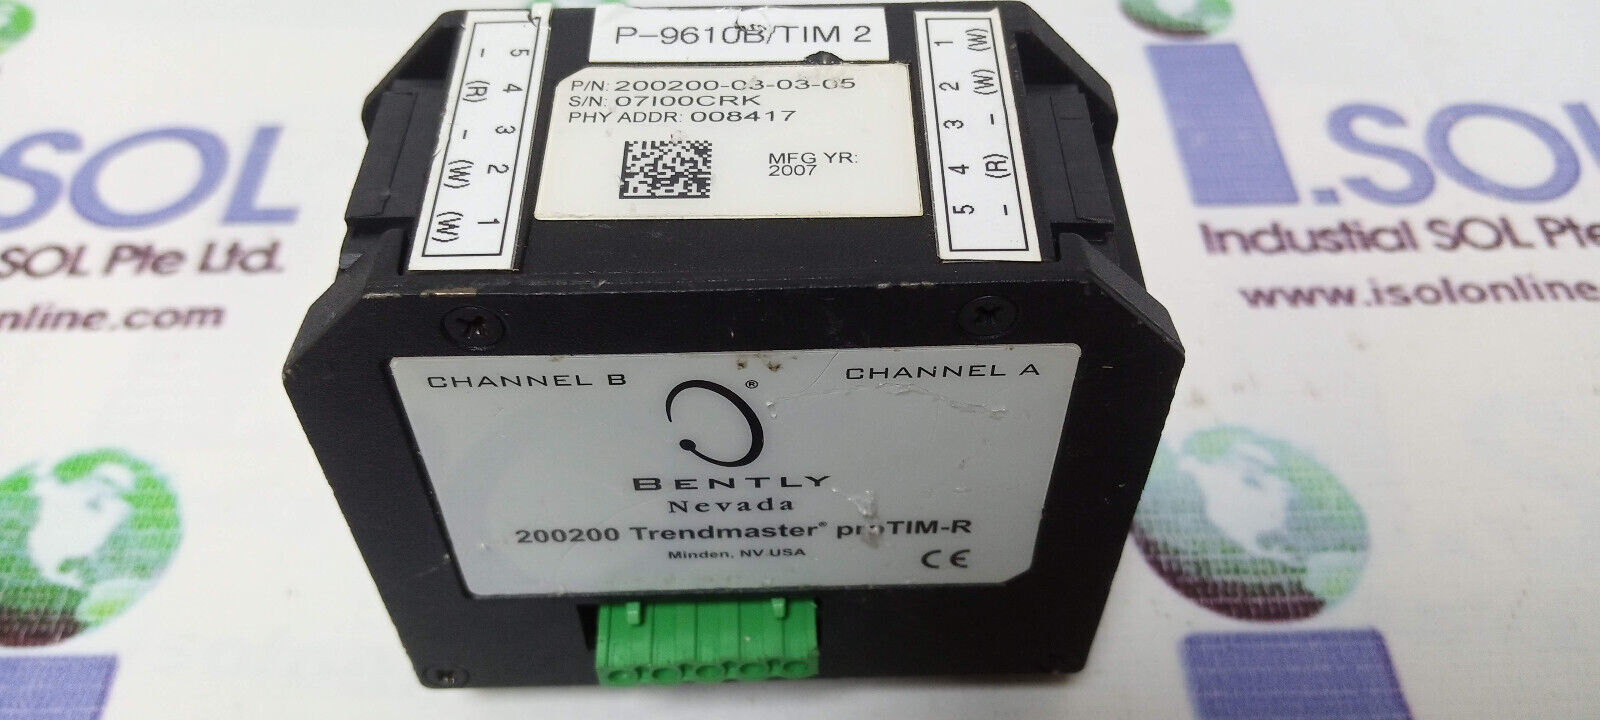 P-9610B/TIM 2
P/N: 200200-03-03-05
S/N: 07I00CRK
PHY ADDR: 008417
MFG YR:
2007
5 4 3 2 1
- (R) - (W) (W)
1 2 3 4 5
(W) (W) - (R) -
CHANNEL B
CHANNEL A
®
BENTLY
Nevada
200200 Trendmaster® proTIM-R
Minden, NV USA
CE
SOL
SOL Pte Ltd.
nline.com
i.SOL
Industial SOL Pte
www.isolonline.